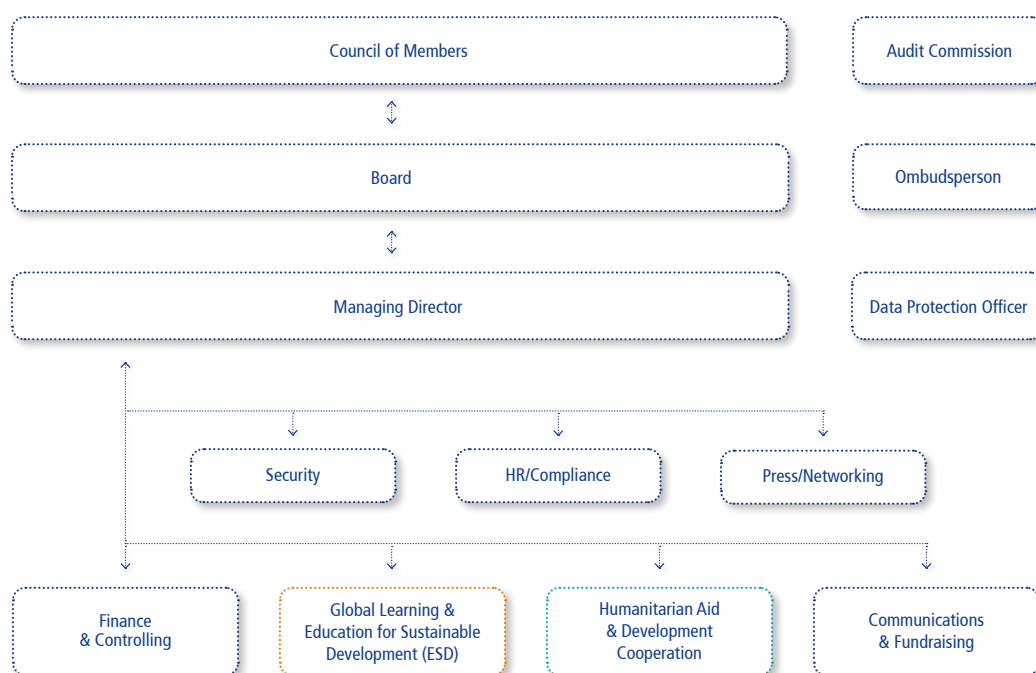 Council of Members
Audit Commission
Board
Ombudsperson
Managing Director
Data Protection Officer
Security
HR/Compliance
Press/Networking
Finance
& Controlling
Global Learning &
Education for Sustainable
Development (ESD)
Humanitarian Aid
& Development
Cooperation
Communications
& Fundraising